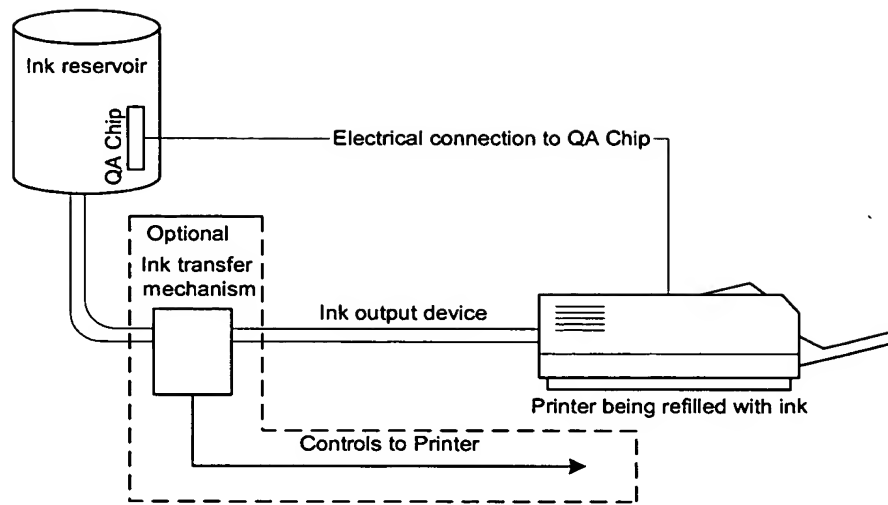 Ink reservoir
QA Chip
Electrical connection to QA Chip
Optional
Ink transfer
mechanism
Ink output device
Printer being refilled with ink
Controls to Printer